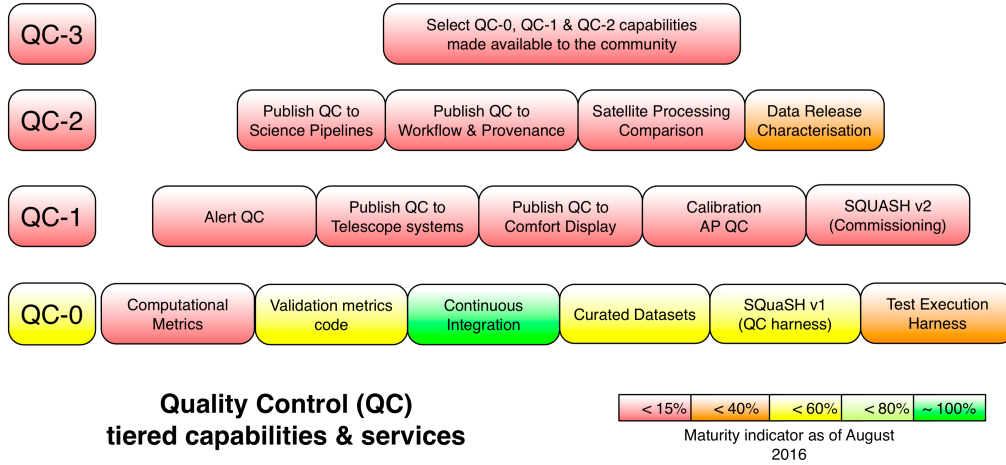 QC-3
Select QC-0, QC-1 & QC-2 capabilities
made available to the community
QC-2
Publish QC to
Science Pipelines
Publish QC to
Workflow & Provenance
Satellite Processing
Comparison
Data Release
Characterisation
QC-1
Alert QC
Publish QC to
Telescope systems
Publish QC to
Comfort Display
Calibration
AP QC
SQUASH v2
(Commissioning)
QC-0
Computational
Metrics
Validation metrics
code
Continuous
Integration
Curated Datasets
SQuaSH v1
(QC harness)
Test Execution
Harness
Quality Control (QC)
tiered capabilities & services
< 15%
< 40%
< 60%
< 80%
~ 100%
Maturity indicator as of August
2016